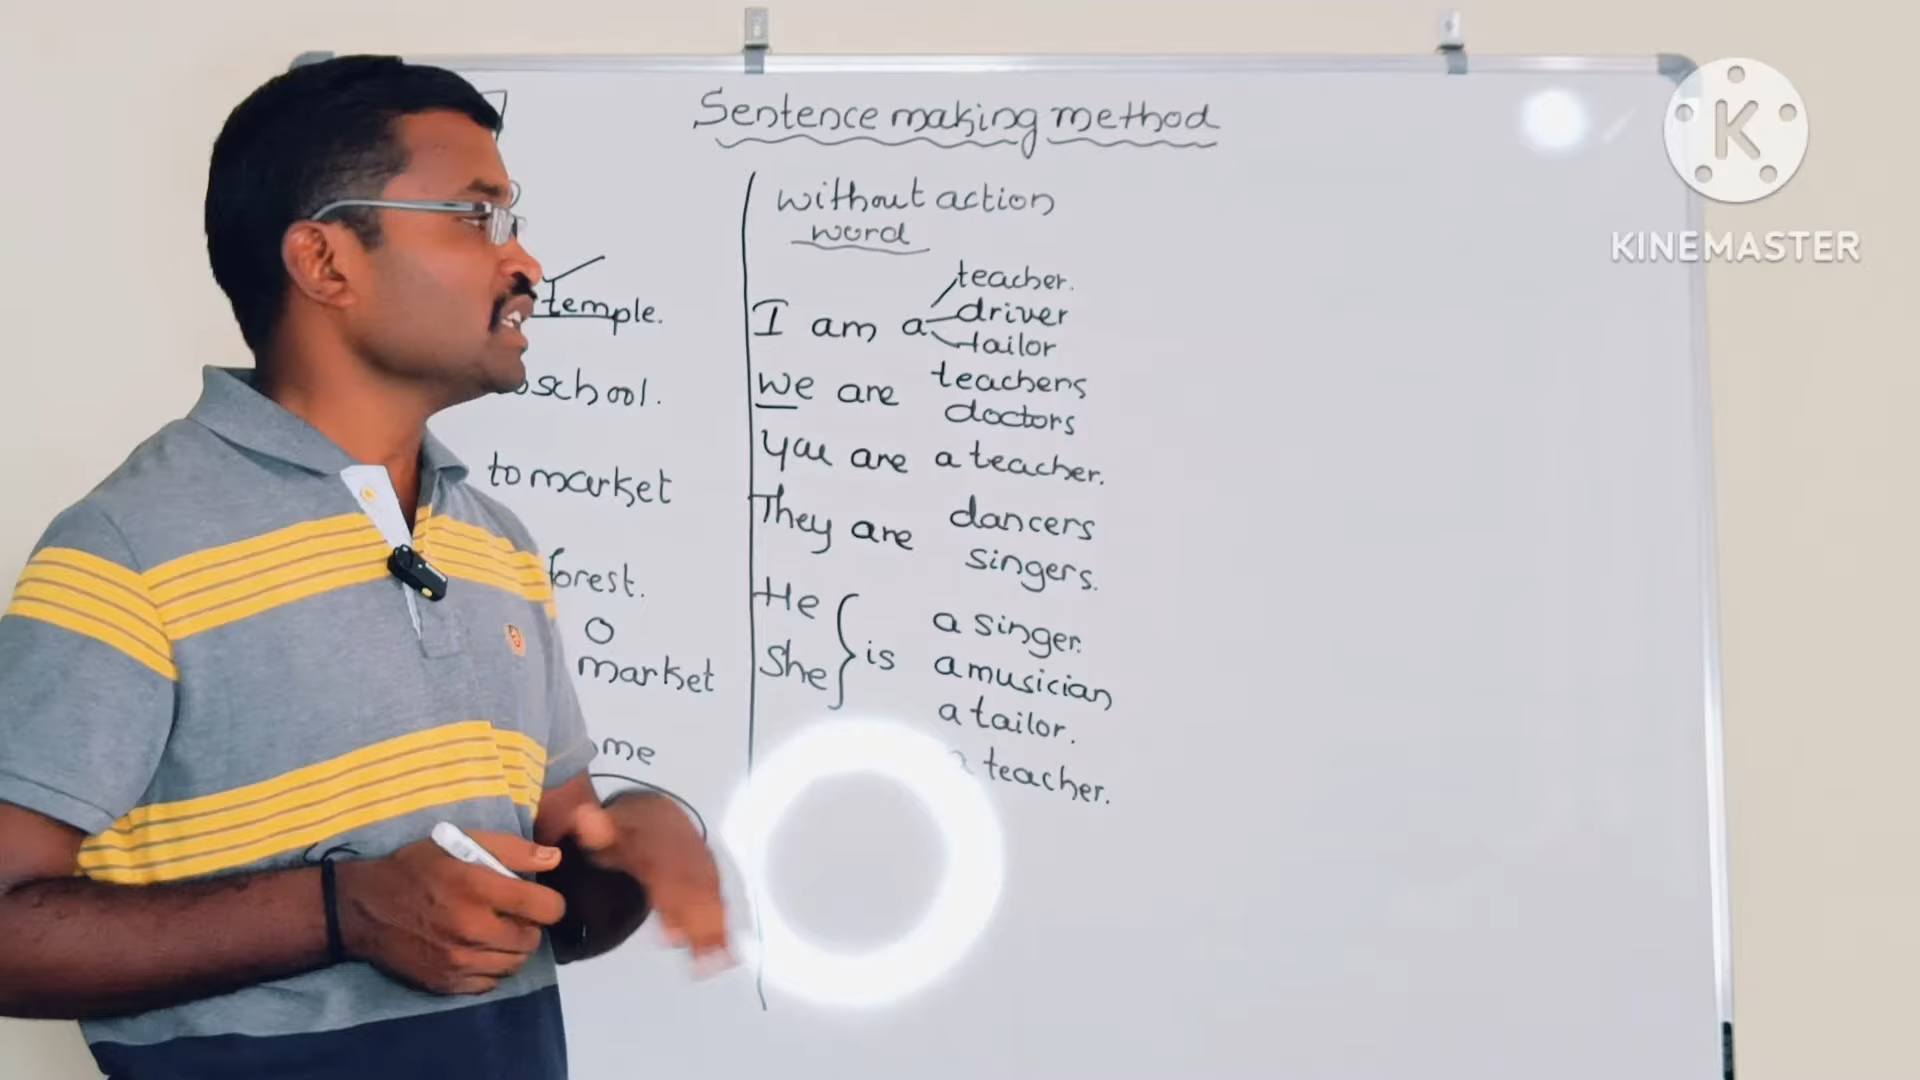 Sentence making method
temple.
school.
to market
forest.
market
me
without action
word
teacher.
I am a driver
tailor
we are teachers
doctors
you are a teacher.
They are dancers
singers.
He
She is a singer.
a musician
a tailor.
a teacher.
K
KINEMASTER